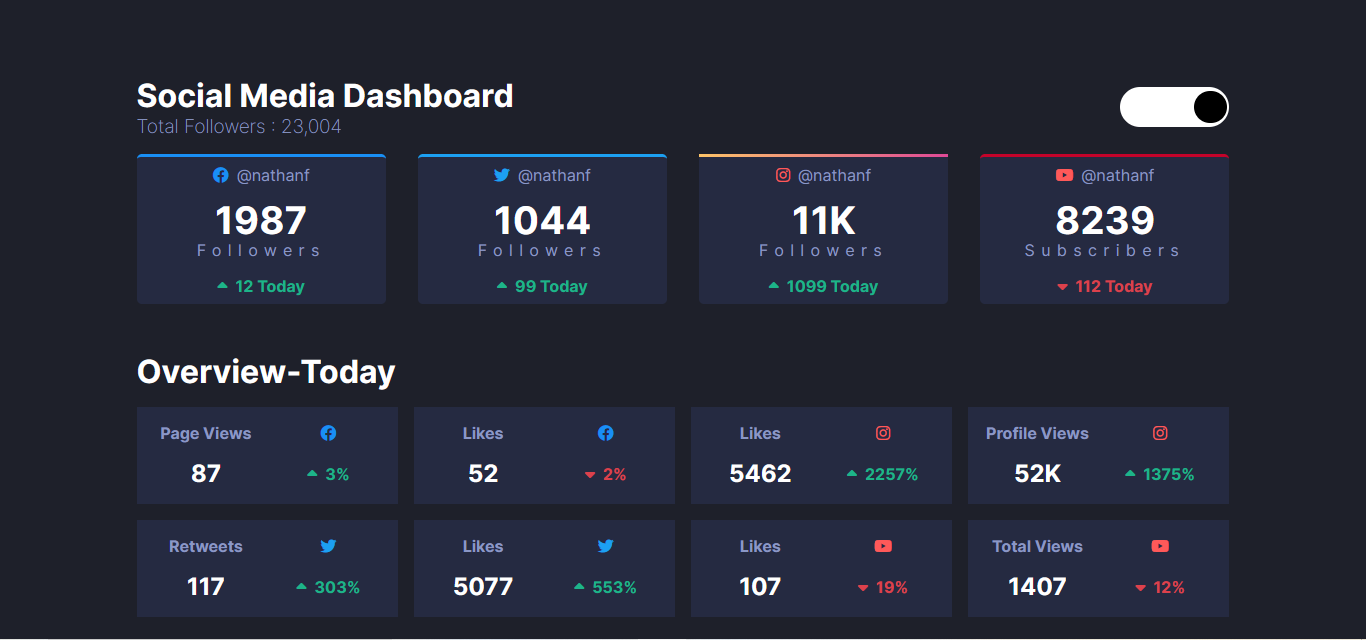 Social Media Dashboard
Total Followers : 23,004
@nathanf
1987
Followers
12 Today
@nathanf
1044
Followers
99 Today
@nathanf
11K
Followers
1099 Today
@nathanf
8239
Subscribers
112 Today
Overview-Today
Page Views
87
3%
Likes
52
2%
Likes
5462
2257%
Profile Views
52K
1375%
Retweets
117
303%
Likes
5077
553%
Likes
107
19%
Total Views
1407
12%